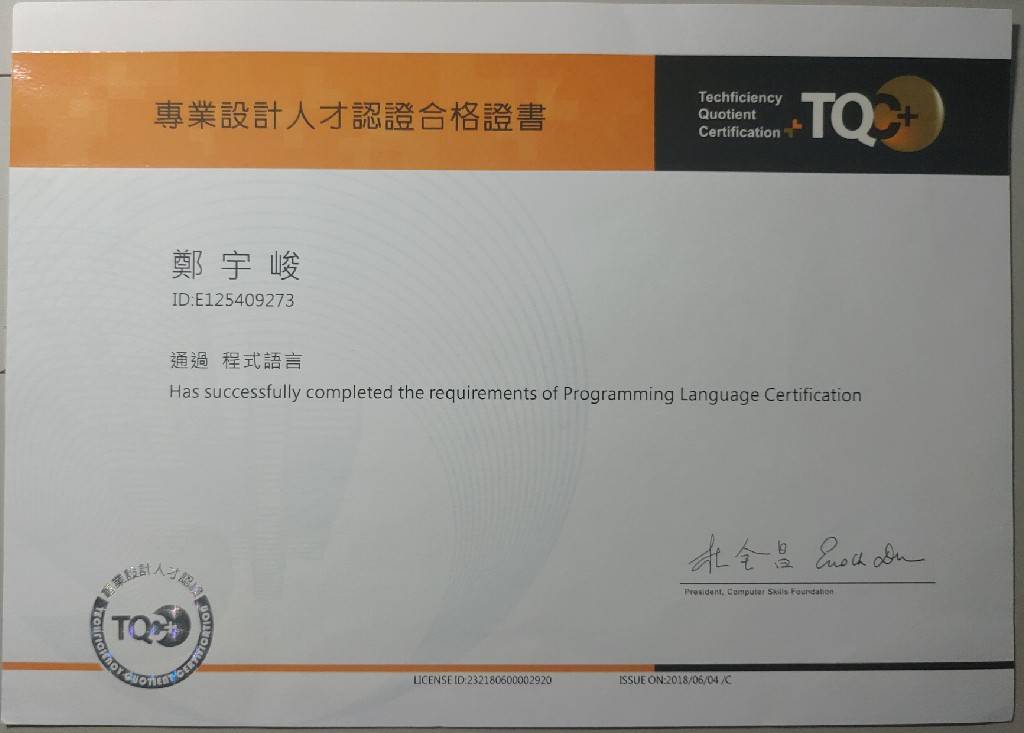 專業設計人才認證合格證書
Techficiency
Quotient
Certification
TQC+
鄭宇峻
ID:E125409273
通過 程式語言
Has successfully completed the requirements of Programming Language Certification
杜全昌 Enoch Du
President, Computer Skills Foundation
專業設計人才認證
TQC+
TECHFICIENCY QUOTIENT CERTIFICATION
LICENSE ID:232180600002920
ISSUE ON:2018/06/04 /C